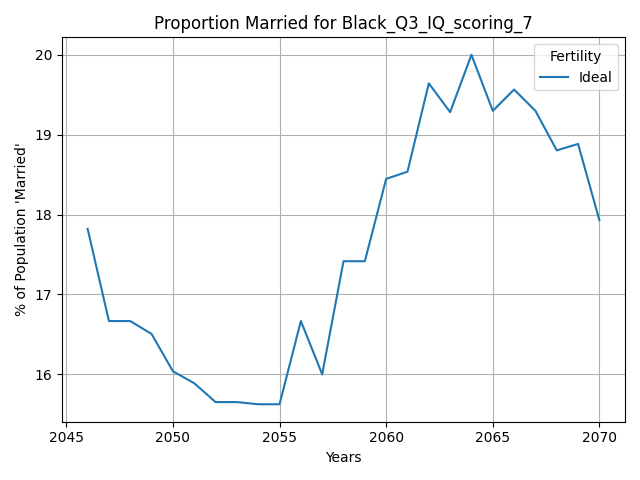 Proportion Married for Black_Q3_IQ_scoring_7
Fertility
Ideal
% of Population 'Married'
20
19
18
17
16
2045
2050
2055
2060
2065
2070
Years